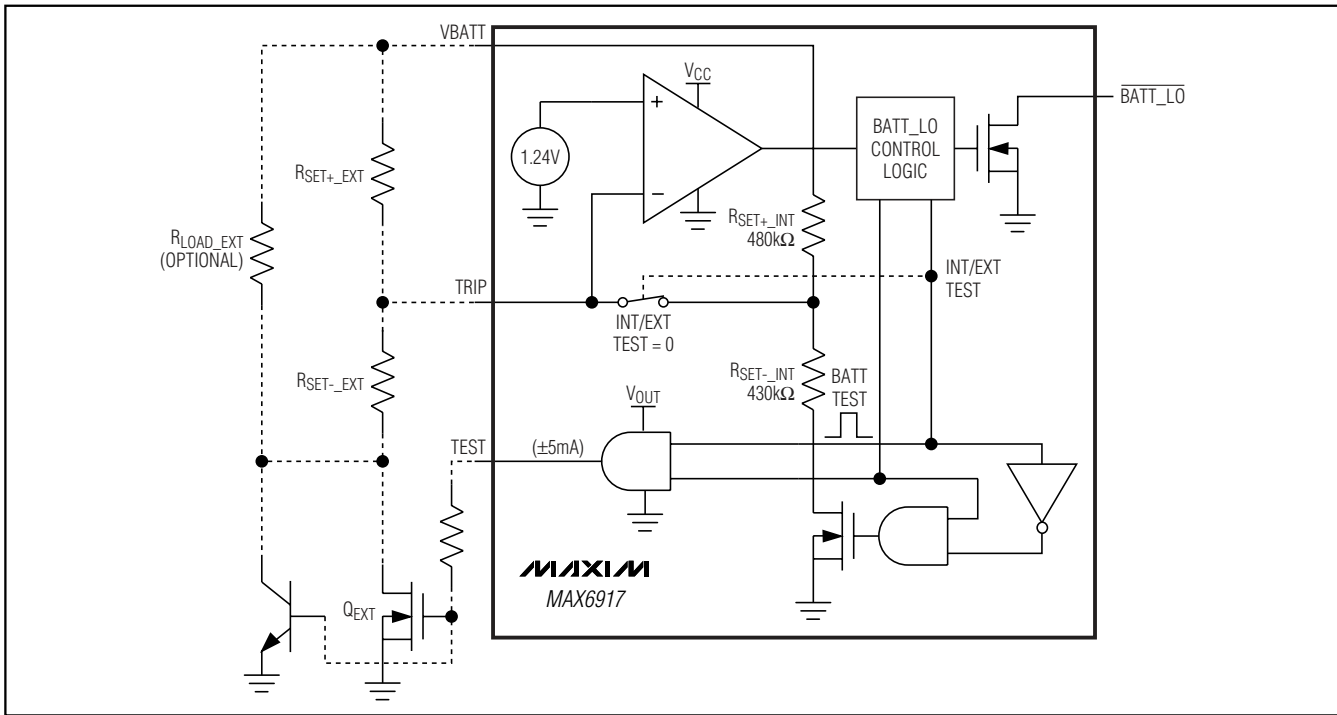 VBATT
VCC
BATT_LO
+
1.24V
BATT_LO
CONTROL
LOGIC
RSET+_EXT
−
RLOAD_EXT
(OPTIONAL)
RSET+_INT
480kΩ
TRIP
INT/EXT
TEST
INT/EXT
TEST = 0
RSET-_EXT
RSET-_INT
430kΩ
BATT
TEST
VOUT
TEST
(±5mA)
QEXT
MAXIM
MAX6917